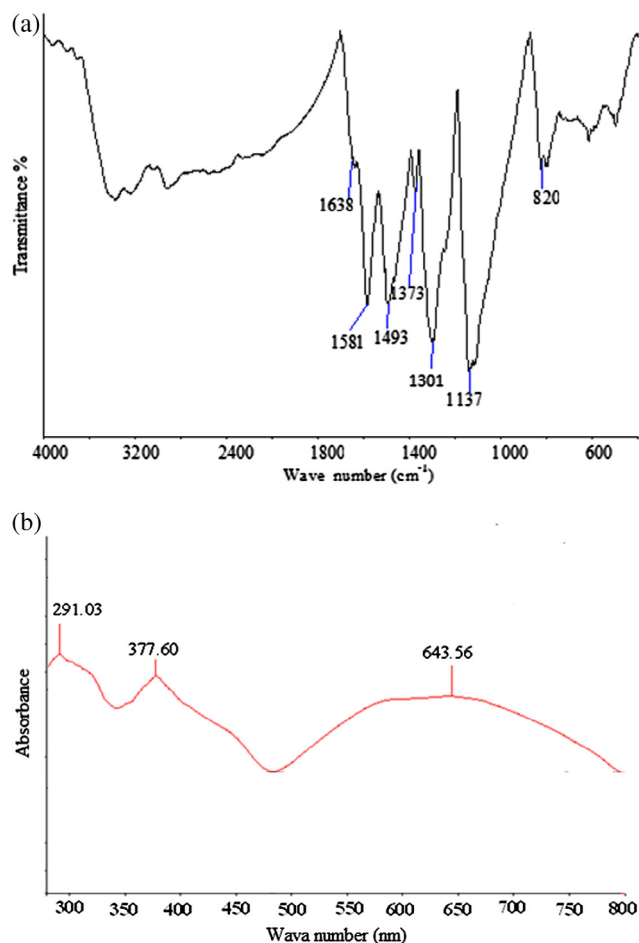 (a)
Transmittance %
1638
1581
1493
1373
1301
1137
820
4000 3200 2400 1800 1400 1000 600
Wave number (cm⁻¹)
(b)
Absorbance
291.03
377.60
643.56
300 350 400 450 500 550 600 650 700 750 800
Wava number (nm)